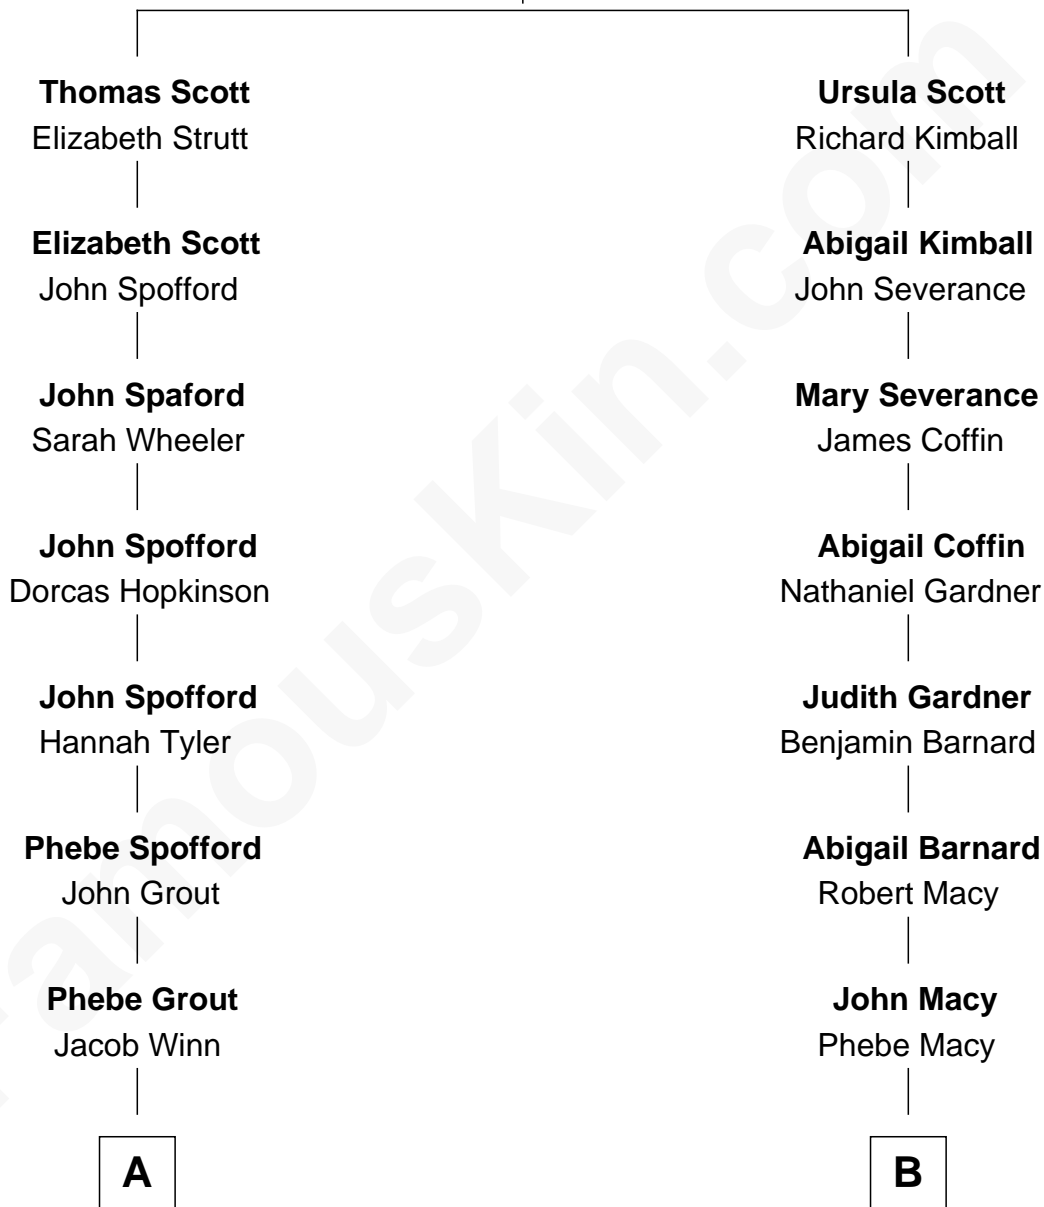 Thomas Scott
Elizabeth Strutt
Elizabeth Scott
John Spofford
John Spaford
Sarah Wheeler
John Spofford
Dorcas Hopkinson
John Spofford
Hannah Tyler
Phebe Spofford
John Grout
Phebe Grout
Jacob Winn
A
Ursula Scott
Richard Kimball
Abigail Kimball
John Severance
Mary Severance
James Coffin
Abigail Coffin
Nathaniel Gardner
Judith Gardner
Benjamin Barnard
Abigail Barnard
Robert Macy
John Macy
Phebe Macy
B
FamousKin.com